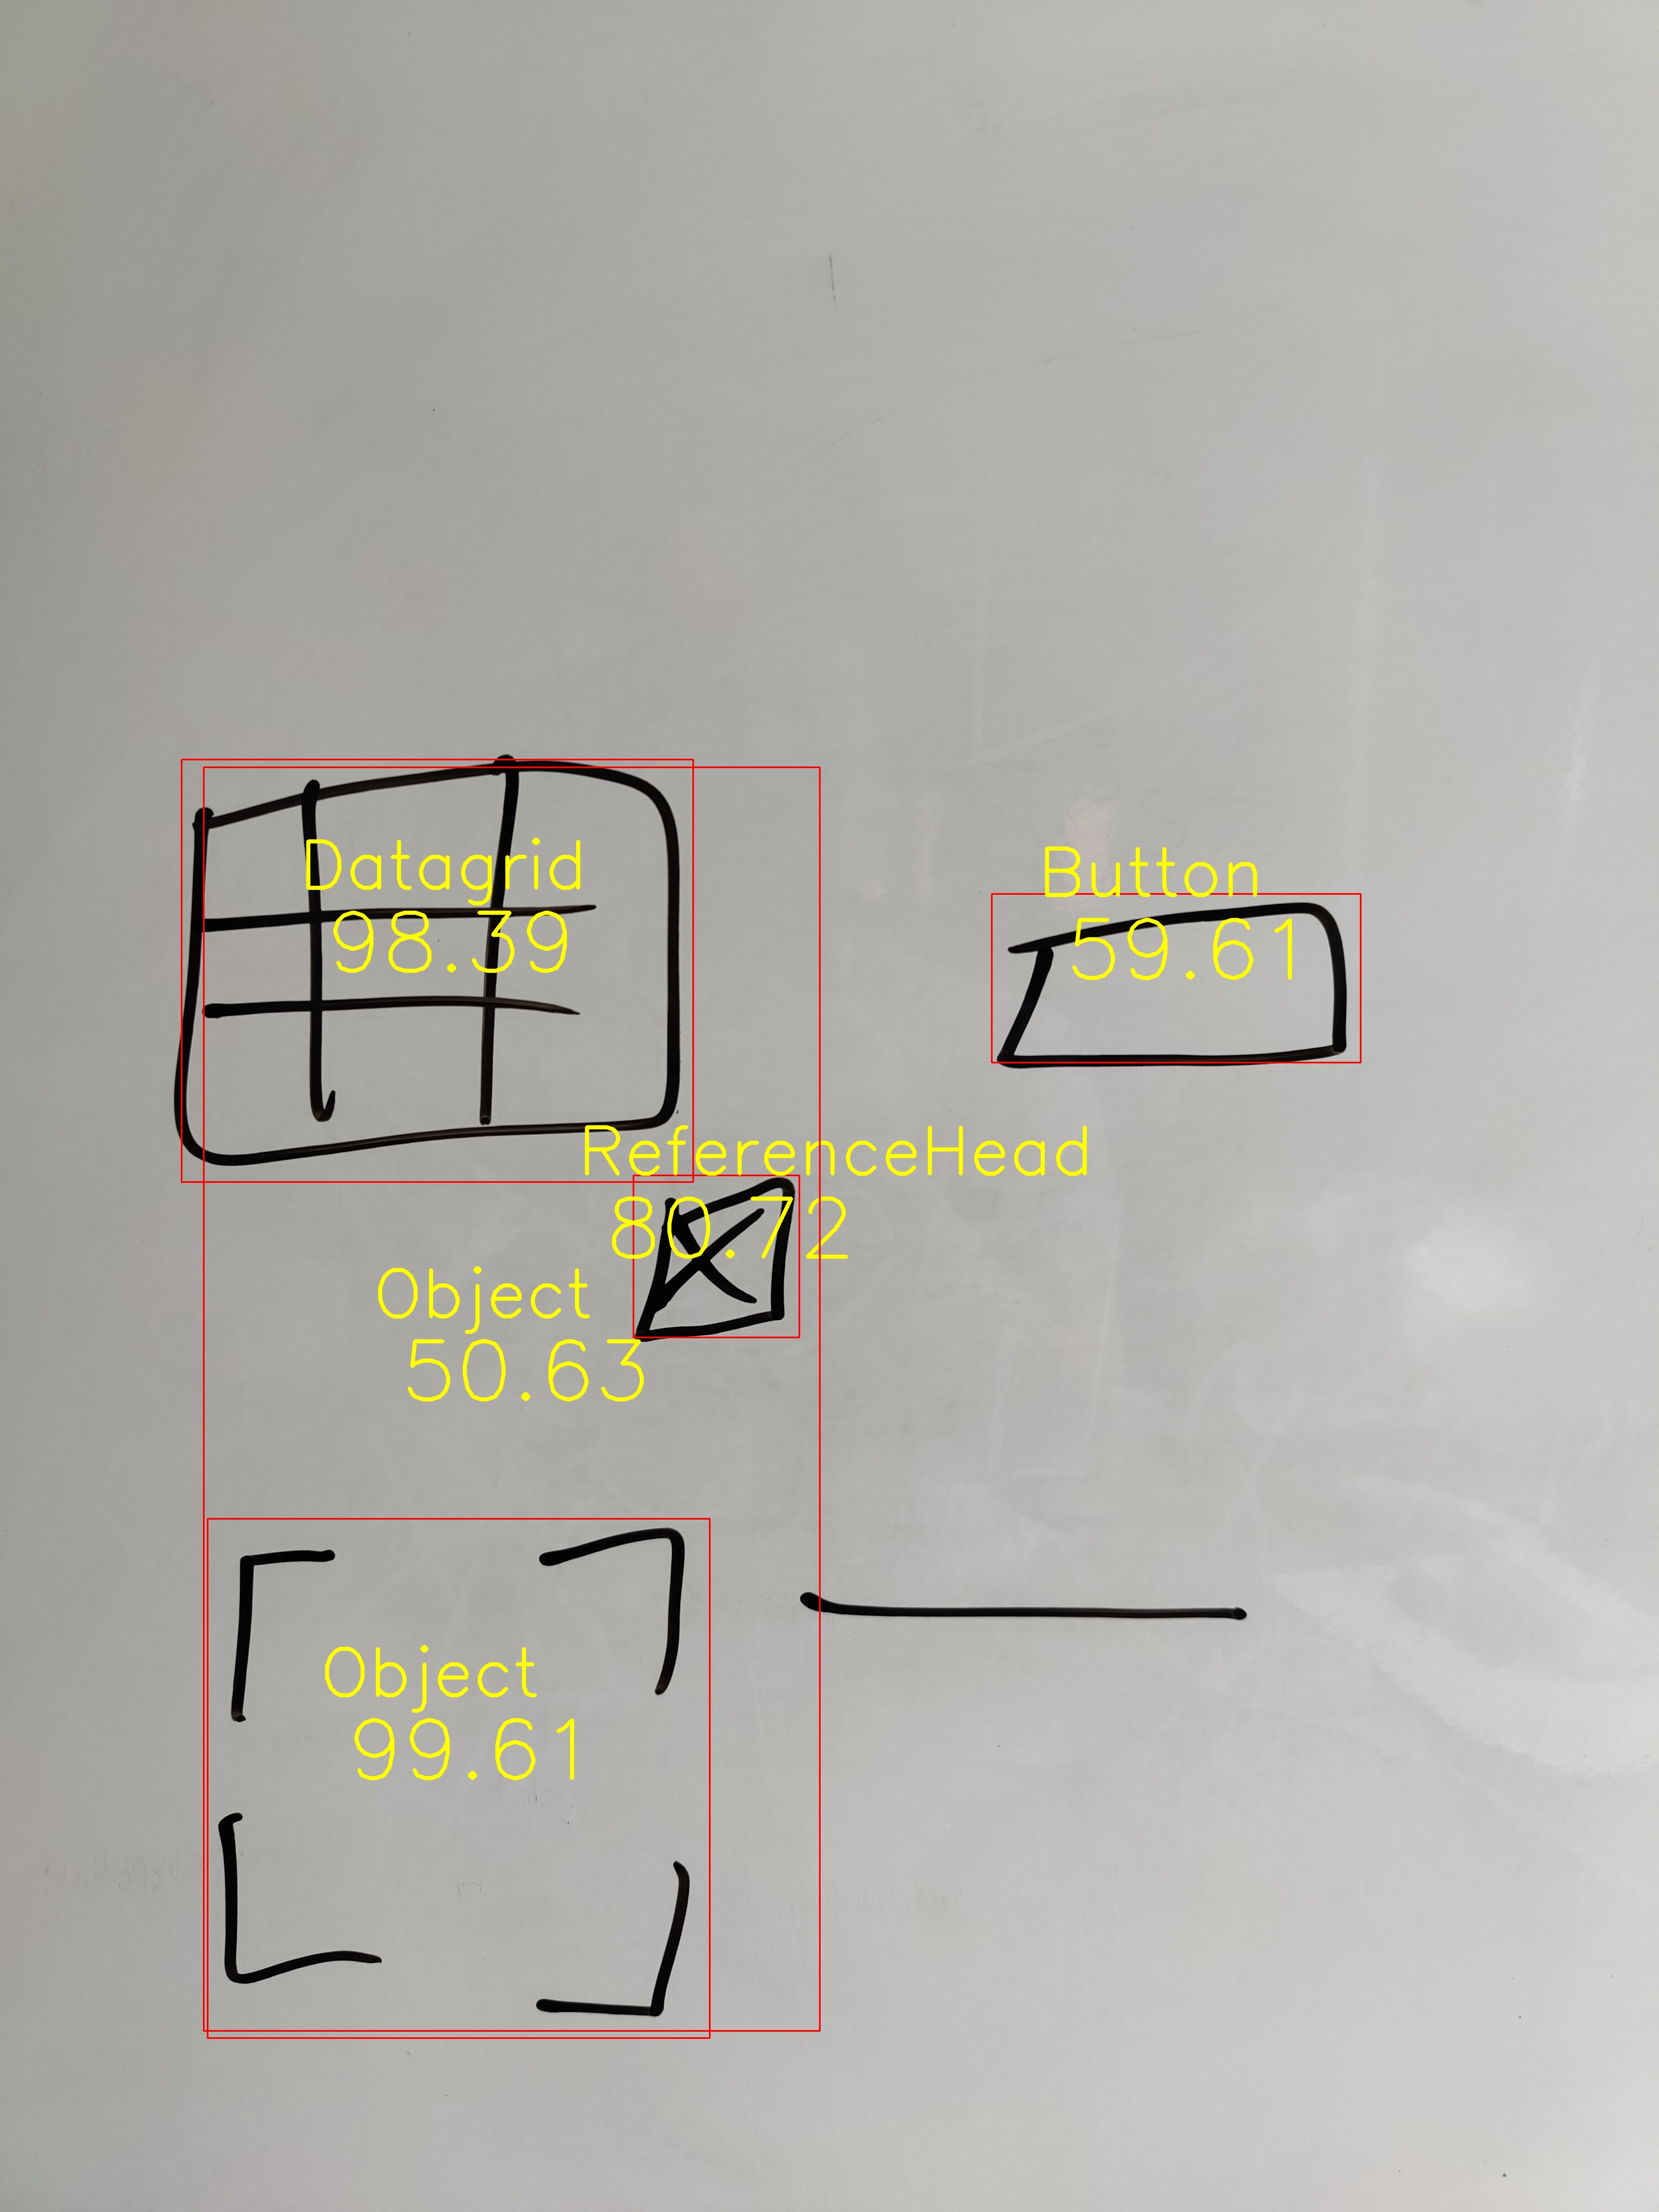 Datagrid
98.39
Button
59.61
ReferenceHead
80.72
Object
50.63
Object
99.61